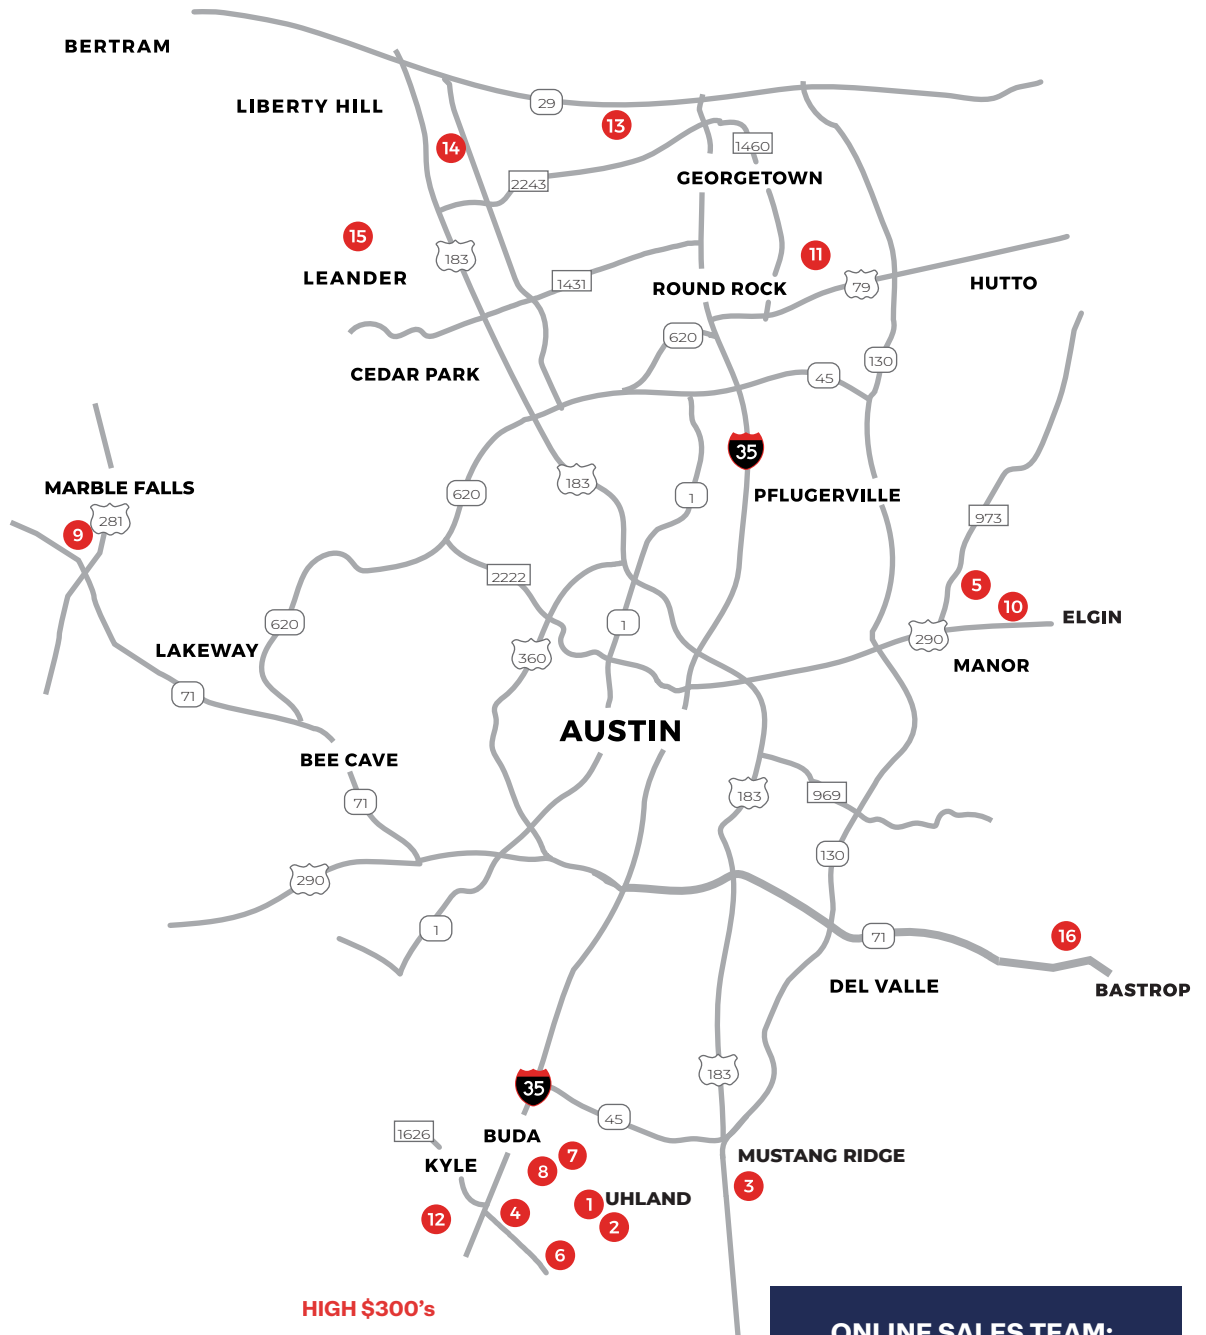 BERTRAM
LIBERTY HILL
29
13
14
1460
GEORGETOWN
2243
15
183
11
LEANDER
1431
ROUND ROCK
79
HUTTO
620
130
CEDAR PARK
45
35
MARBLE FALLS
183
620
1
PFLUGERVILLE
281
9
973
2222
5
10
ELGIN
620
1
290
LAKEWAY
360
MANOR
71
AUSTIN
BEE CAVE
71
183
969
130
290
1
71
16
DEL VALLE
BASTROP
183
35
45
1626
BUDA
KYLE
7
8
MUSTANG RIDGE
3
1
UHLAND
12
4
2
6
HIGH $300's
ONLINE SALES TEAM: